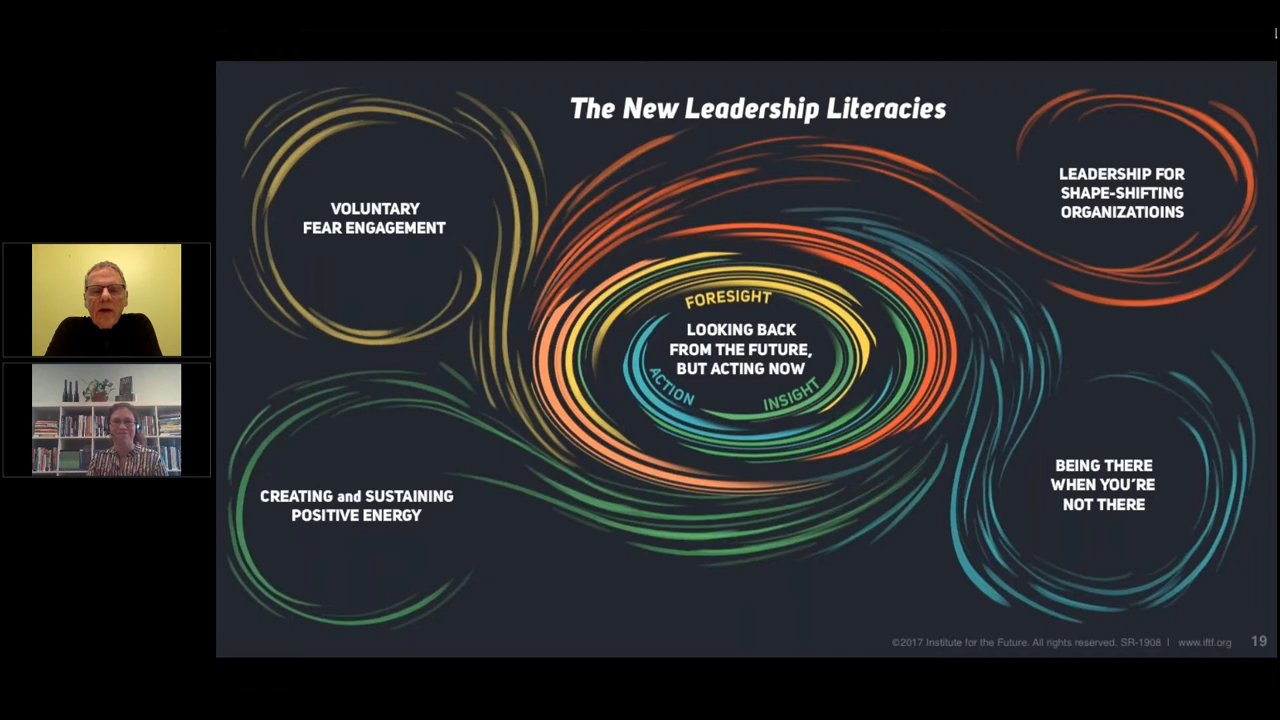 The New Leadership Literacies
VOLUNTARY
FEAR ENGAGEMENT
LEADERSHIP FOR
SHAPE-SHIFTING
ORGANIZATIOINS
FORESIGHT
LOOKING BACK
FROM THE FUTURE,
BUT ACTING NOW
ACTION
INSIGHT
CREATING and SUSTAINING
POSITIVE ENERGY
BEING THERE
WHEN YOU'RE
NOT THERE
©2017 Institute for the Future. All rights reserved. SR-1908 | www.iftf.org 19